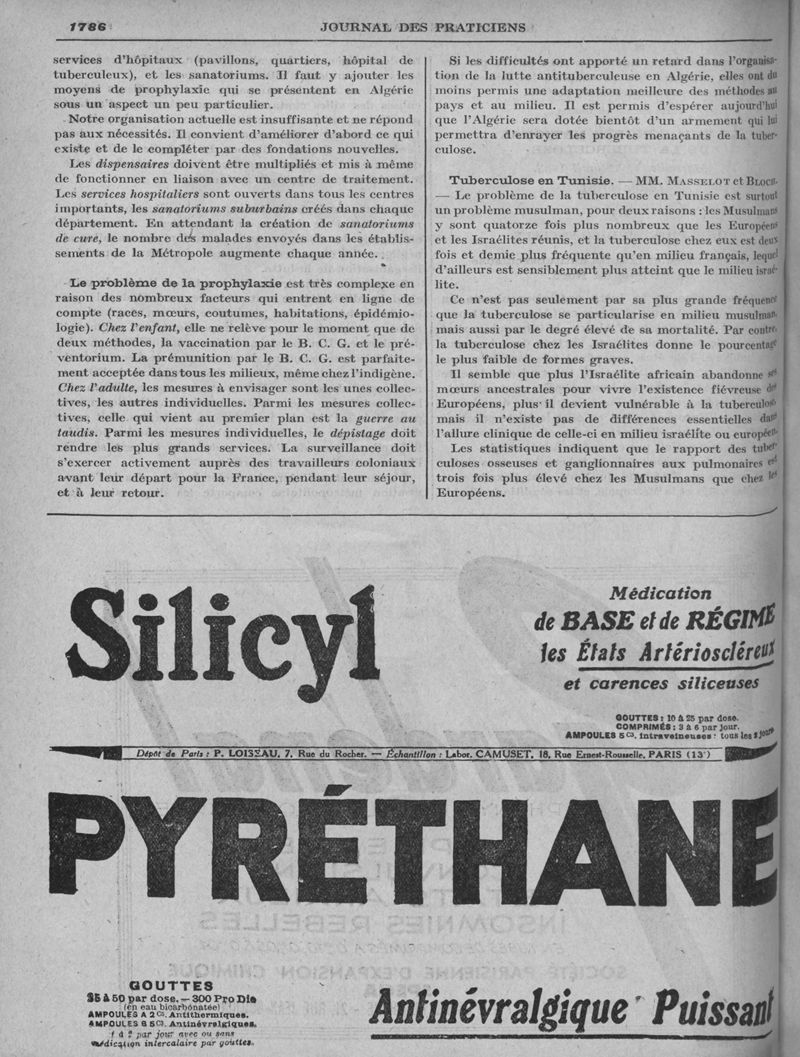 1786
JOURNAL DES PRATICIENS
services d'hôpitaux (pavillons, quartiers, hôpital de
tuberculeux), et les sanatoriums. Il faut y ajouter les
moyens de prophylaxie qui se présentent en Algérie
sous un aspect un peu particulier.
Notre organisation actuelle est insuffisante et ne répond
pas aux nécessités. Il convient d'améliorer d'abord ce qui
existe et de le compléter par des fondations nouvelles.
Les dispensaires doivent être multipliés et mis à même
de fonctionner en liaison avec un centre de traitement.
Les services hospitaliers sont ouverts dans tous les centres
importants, les sanatoriums suburbains créés dans chaque
département. En attendant la création de sanatoriums
de cure, le nombre des malades envoyés dans les établis-
sements de la Métropole augmente chaque année.
Le problème de la prophylaxie est très complexe en
raison des nombreux facteurs qui entrent en ligne de
compte (races, mœurs, coutumes, habitations, épidémio-
logie). Chez l'enfant, elle ne relève pour le moment que de
deux méthodes, la vaccination par le B. C. G. et le pré-
ventorium. La prémunition par le B. C. G. est parfaite-
ment acceptée dans tous les milieux, même chez l'indigène.
Chez l'adulte, les mesures à envisager sont les unes collec-
tives, les autres individuelles. Parmi les mesures collec-
tives, celle qui vient au premier plan est la guerre au
taudis. Parmi les mesures individuelles, le dépistage doit
rendre les plus grands services. La surveillance doit
s'exercer activement auprès des travailleurs coloniaux
avant leur départ pour la France, pendant leur séjour,
et à leur retour.
Si les difficultés ont apporté un retard dans l'organisa-
tion de la lutte antituberculeuse en Algérie, elles ont du
moins permis une adaptation meilleure des méthodes au
pays et au milieu. Il est permis d'espérer aujourd'hui
que l'Algérie sera dotée bientôt d'un armement qui lui
permettra d'enrayer les progrès menaçants de la tuber-
culose.
Tuberculose en Tunisie. — MM. MASSELOT et BLOCH.
— Le problème de la tuberculose en Tunisie est surtout
un problème musulman, pour deux raisons : les Musulmans
y sont quatorze fois plus nombreux que les Européens
et les Israélites réunis, et la tuberculose chez eux est deux
fois et demie plus fréquente qu'en milieu français, lequel
d'ailleurs est sensiblement plus atteint que le milieu israé-
lite.
Ce n'est pas seulement par sa plus grande fréquence
que la tuberculose se particularise en milieu musulman,
mais aussi par le degré élevé de sa mortalité. Par contre,
la tuberculose chez les Israélites donne le pourcentage
le plus faible de formes graves.
Il semble que plus l'Israélite africain abandonne ses
mœurs ancestrales pour vivre l'existence fiévreuse des
Européens, plus il devient vulnérable à la tuberculose,
mais il n'existe pas de différences essentielles dans
l'allure clinique de celle-ci en milieu israélite ou européen.
Les statistiques indiquent que le rapport des tuber-
culoses osseuses et ganglionnaires aux pulmonaires est
trois fois plus élevé chez les Musulmans que chez les
Européens.
Silicyl
Médication
de BASE et de RÉGIME
les États Artérioscléreux
et carences siliceuses
GOUTTES : 10 à 25 par dose.
COMPRIMÉS : 3 à 6 par jour.
AMPOULES 5 cs. intraveineuses : tous les 2 jours
Dépôt de Paris : P. LOISEAU, 7, Rue du Rocher. — Échantillon : Labor. CAMUSET, 18, Rue Ernest-Rousselle, PARIS (13e)
PYRÉTHANE
GOUTTES
25 à 50 par dose. — 300 Pro Die
(en eau bicarbonatée)
AMPOULES A 2 cs. Antithermiques.
AMPOULES B 5 cs. Antinévralgiques.
1 à 2 par jour avec ou sans
médication intercalaire par gouttes.
Antinévralgique Puissant